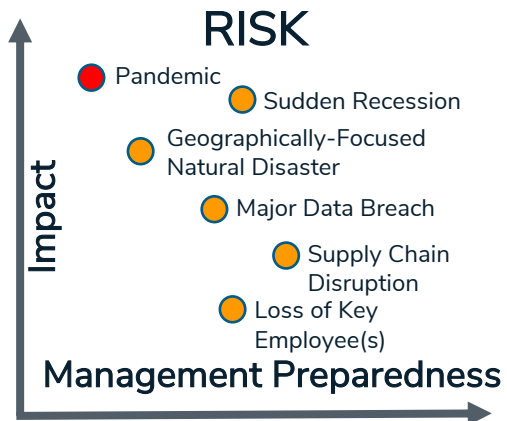 RISK
Pandemic
Sudden Recession
Geographically-Focused
Natural Disaster
Major Data Breach
Supply Chain
Disruption
Loss of Key
Employee(s)
Impact
Management Preparedness